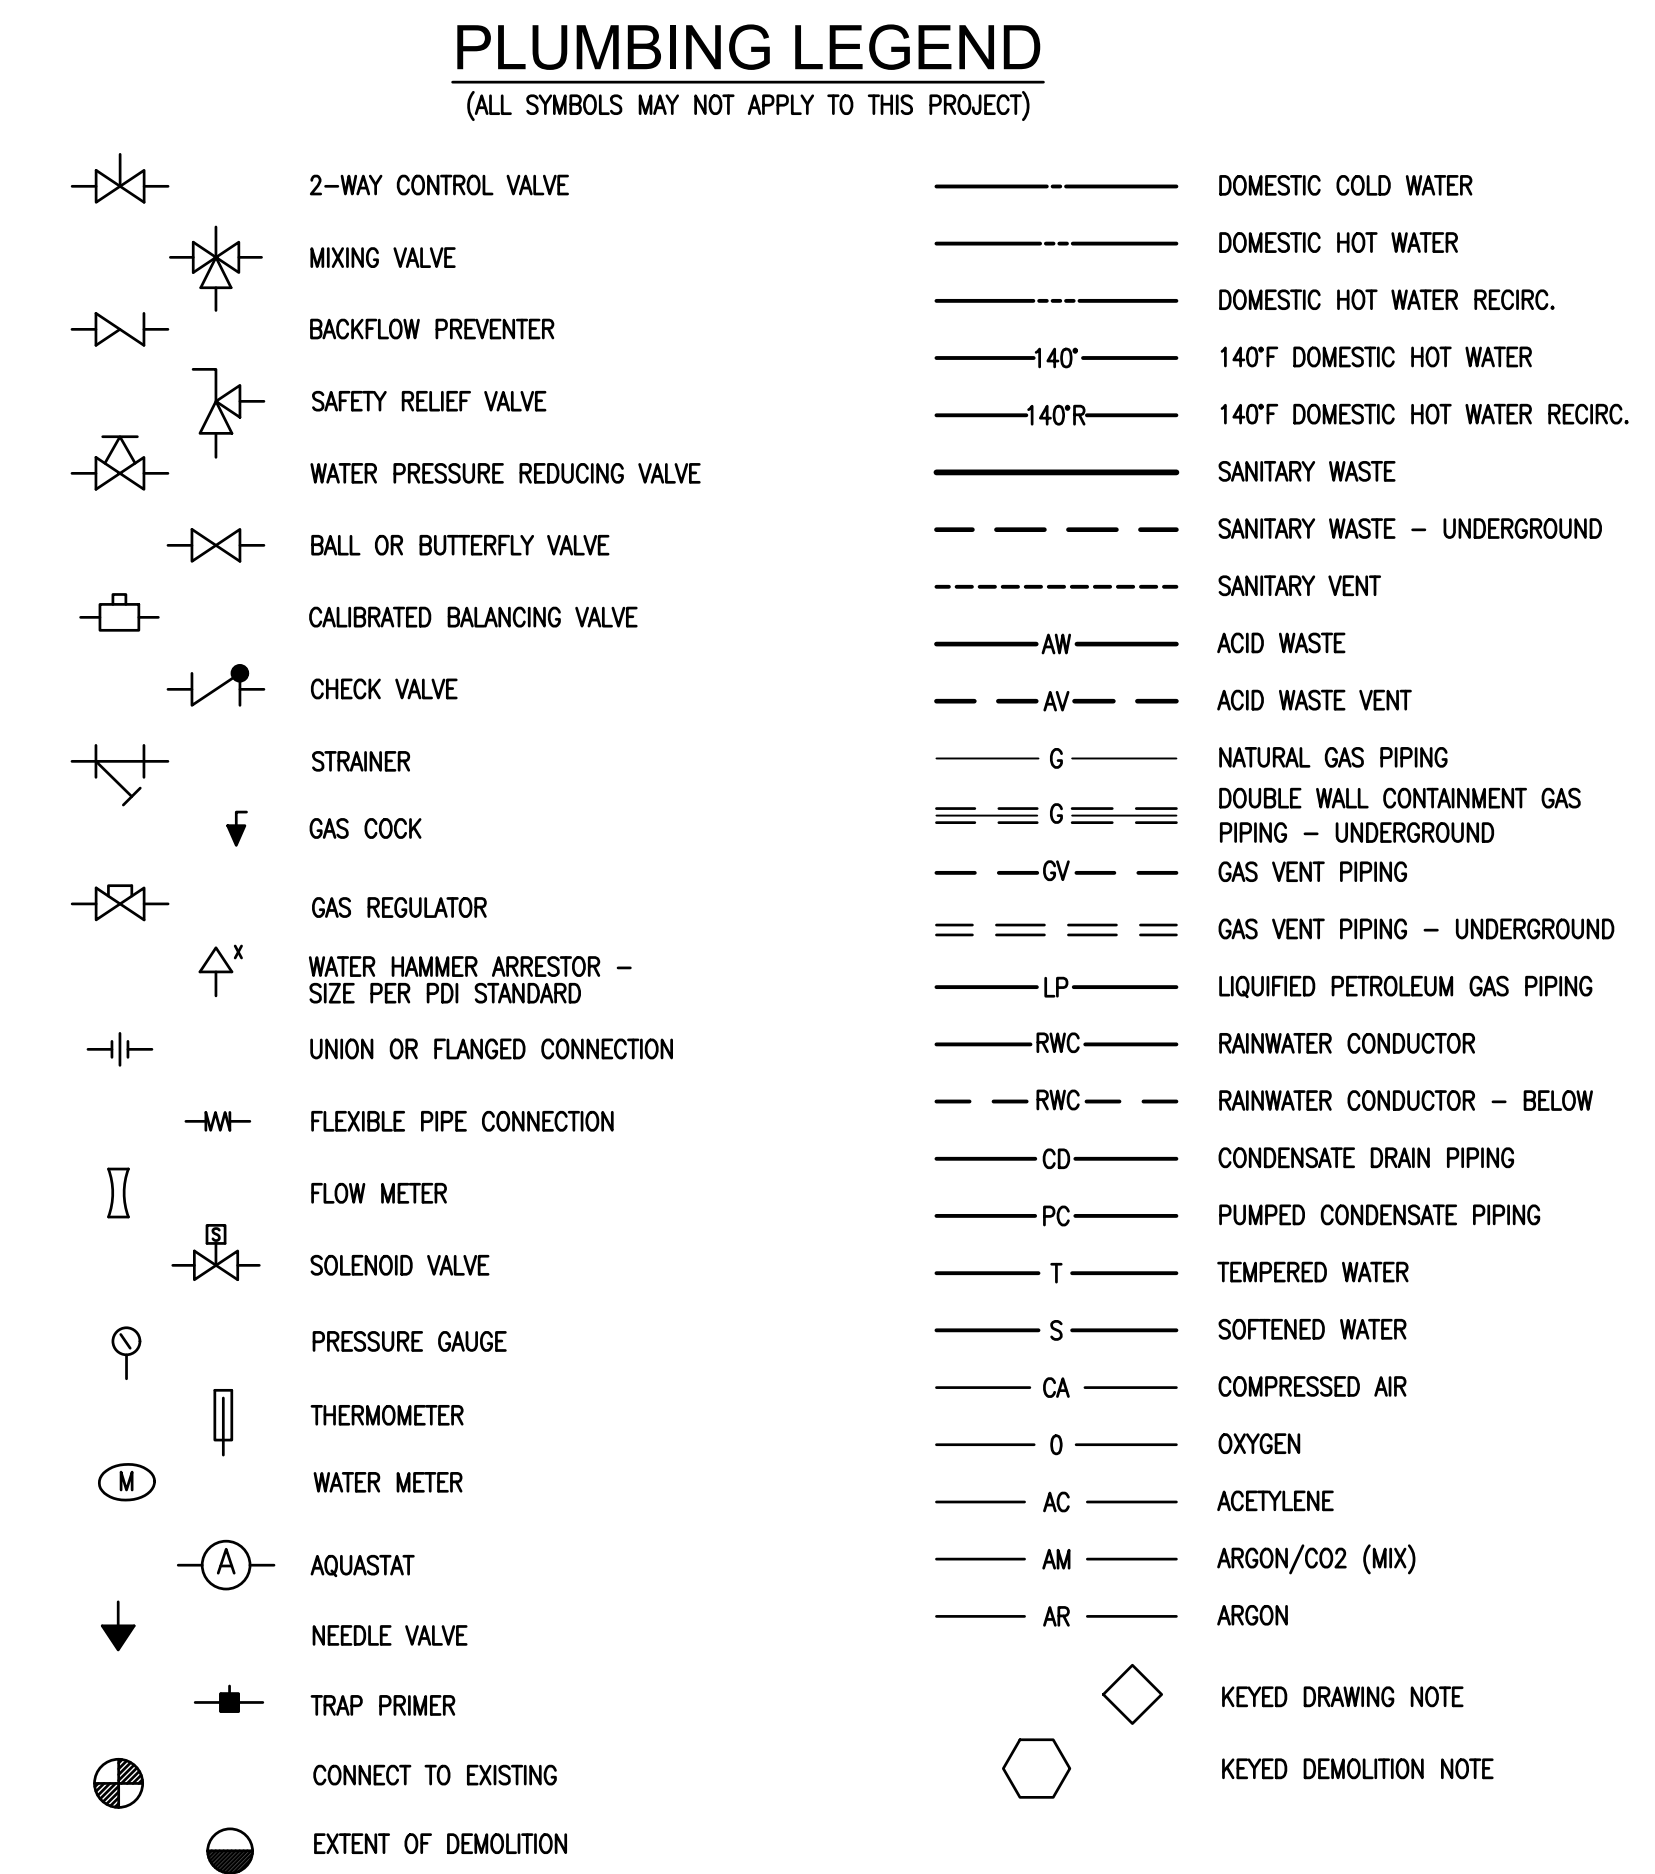 PLUMBING LEGEND
(ALL SYMBOLS MAY NOT APPLY TO THIS PROJECT)
2-WAY CONTROL VALVE
MIXING VALVE
BACKFLOW PREVENTER
SAFETY RELIEF VALVE
WATER PRESSURE REDUCING VALVE
BALL OR BUTTERFLY VALVE
CALIBRATED BALANCING VALVE
CHECK VALVE
STRAINER
GAS COCK
GAS REGULATOR
X
WATER HAMMER ARRESTOR -
SIZE PER PDI STANDARD
UNION OR FLANGED CONNECTION
FLEXIBLE PIPE CONNECTION
FLOW METER
S
SOLENOID VALVE
PRESSURE GAUGE
THERMOMETER
M WATER METER
A AQUASTAT
NEEDLE VALVE
TRAP PRIMER
CONNECT TO EXISTING
EXTENT OF DEMOLITION
DOMESTIC COLD WATER
DOMESTIC HOT WATER
DOMESTIC HOT WATER RECIRC.
140° 140°F DOMESTIC HOT WATER
140°R 140°F DOMESTIC HOT WATER RECIRC.
SANITARY WASTE
SANITARY WASTE - UNDERGROUND
SANITARY VENT
AW ACID WASTE
AV ACID WASTE VENT
G NATURAL GAS PIPING
G DOUBLE WALL CONTAINMENT GAS
PIPING - UNDERGROUND
GV GAS VENT PIPING
GAS VENT PIPING - UNDERGROUND
LP LIQUIFIED PETROLEUM GAS PIPING
RWC RAINWATER CONDUCTOR
RWC RAINWATER CONDUCTOR - BELOW
CD CONDENSATE DRAIN PIPING
PC PUMPED CONDENSATE PIPING
T TEMPERED WATER
S SOFTENED WATER
CA COMPRESSED AIR
O OXYGEN
AC ACETYLENE
AM ARGON/CO2 (MIX)
AR ARGON
KEYED DRAWING NOTE
KEYED DEMOLITION NOTE